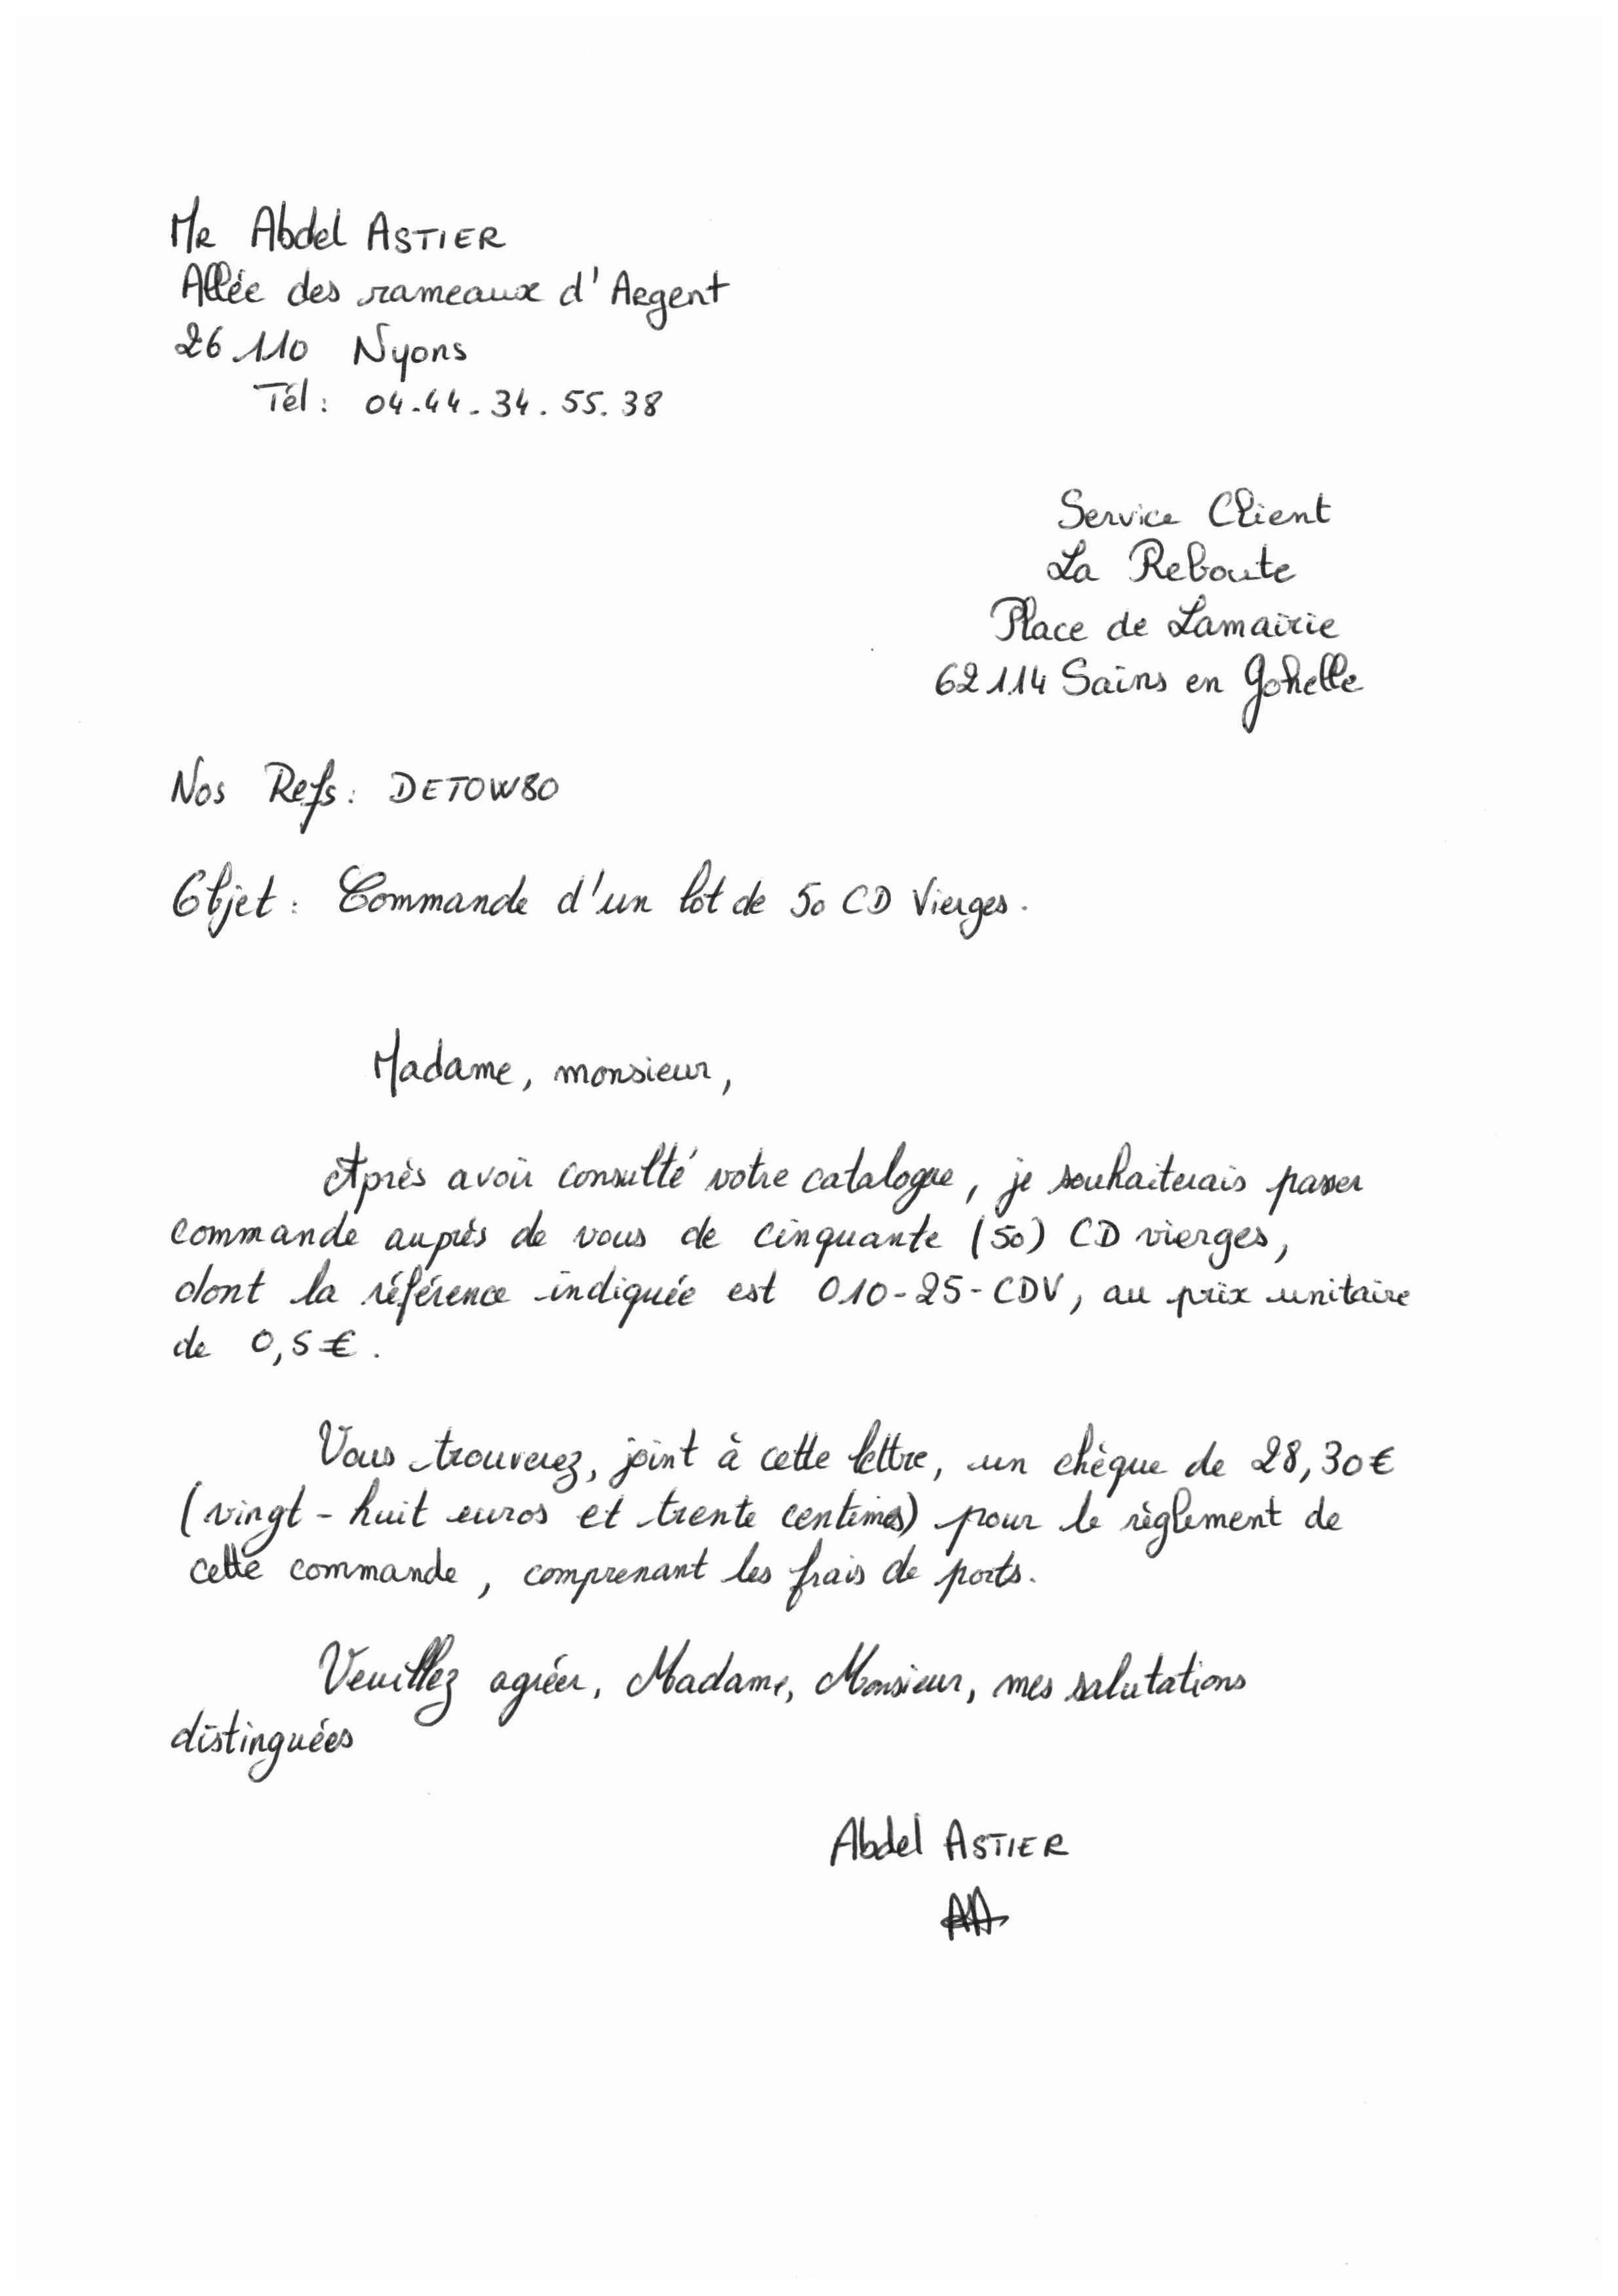 Mr Abdel ASTIER
Allée des rameaux d'Argent
26110 Nyons
Tél : 04.44.34.55.38
Service Client
La Reboute
Place de Lamairie
62114 Sains en Gohelle
Nos Refs : DETOW80
Objet : Commande d'un lot de 50 CD Vierges.
Madame, monsieur,
Après avoir consulté votre catalogue, je souhaiterais passer
commande auprès de vous de cinquante (50) CD vierges,
dont la référence indiquée est 010-25-CDV, au prix unitaire
de 0,5€.
Vous trouverez, joint à cette lettre, un chèque de 28,30€
(vingt-huit euros et trente centimes) pour le règlement de
cette commande, comprenant les frais de ports.
Veuillez agréer, Madame, Monsieur, mes salutations
distinguées
Abdel ASTIER
AA